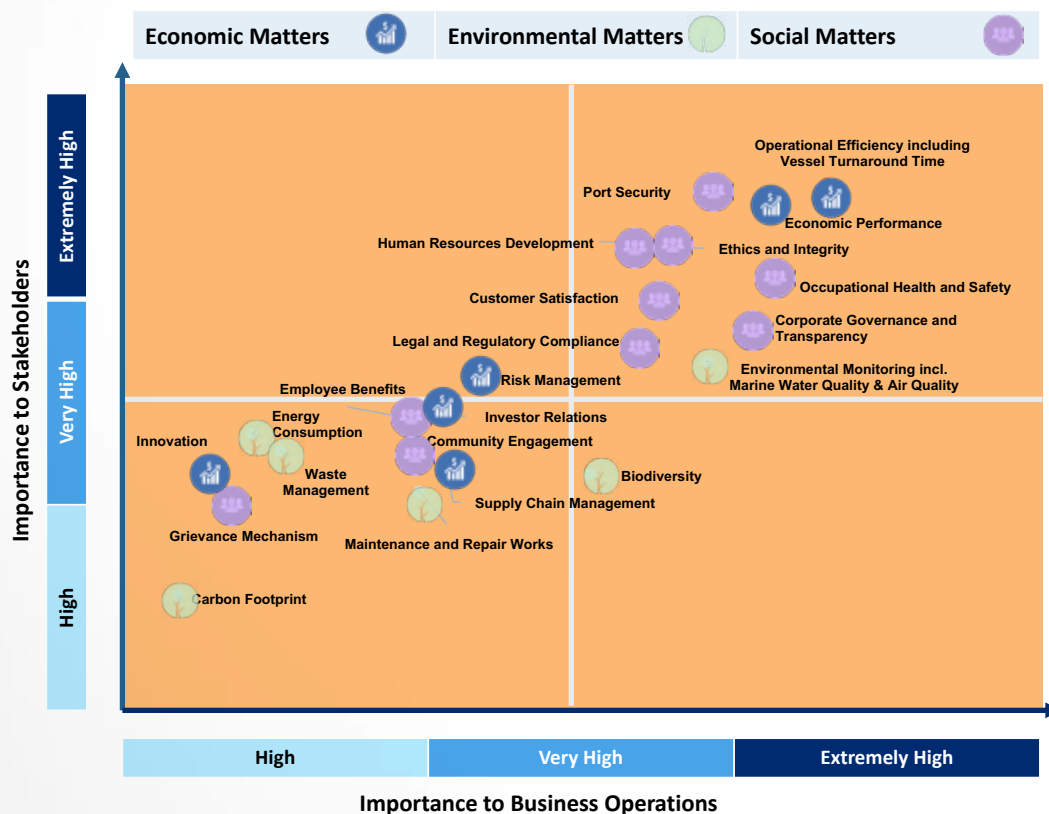 Economic Matters
Environmental Matters
Social Matters
Importance to Stakeholders
Extremely High
Very High
High
Operational Efficiency including
Vessel Turnaround Time
Port Security
Economic Performance
Human Resources Development
Ethics and Integrity
Occupational Health and Safety
Customer Satisfaction
Corporate Governance and
Transparency
Legal and Regulatory Compliance
Environmental Monitoring incl.
Marine Water Quality & Air Quality
Risk Management
Employee Benefits
Investor Relations
Energy
Consumption
Innovation
Community Engagement
Waste
Management
Biodiversity
Supply Chain Management
Grievance Mechanism
Maintenance and Repair Works
Carbon Footprint
High
Very High
Extremely High
Importance to Business Operations